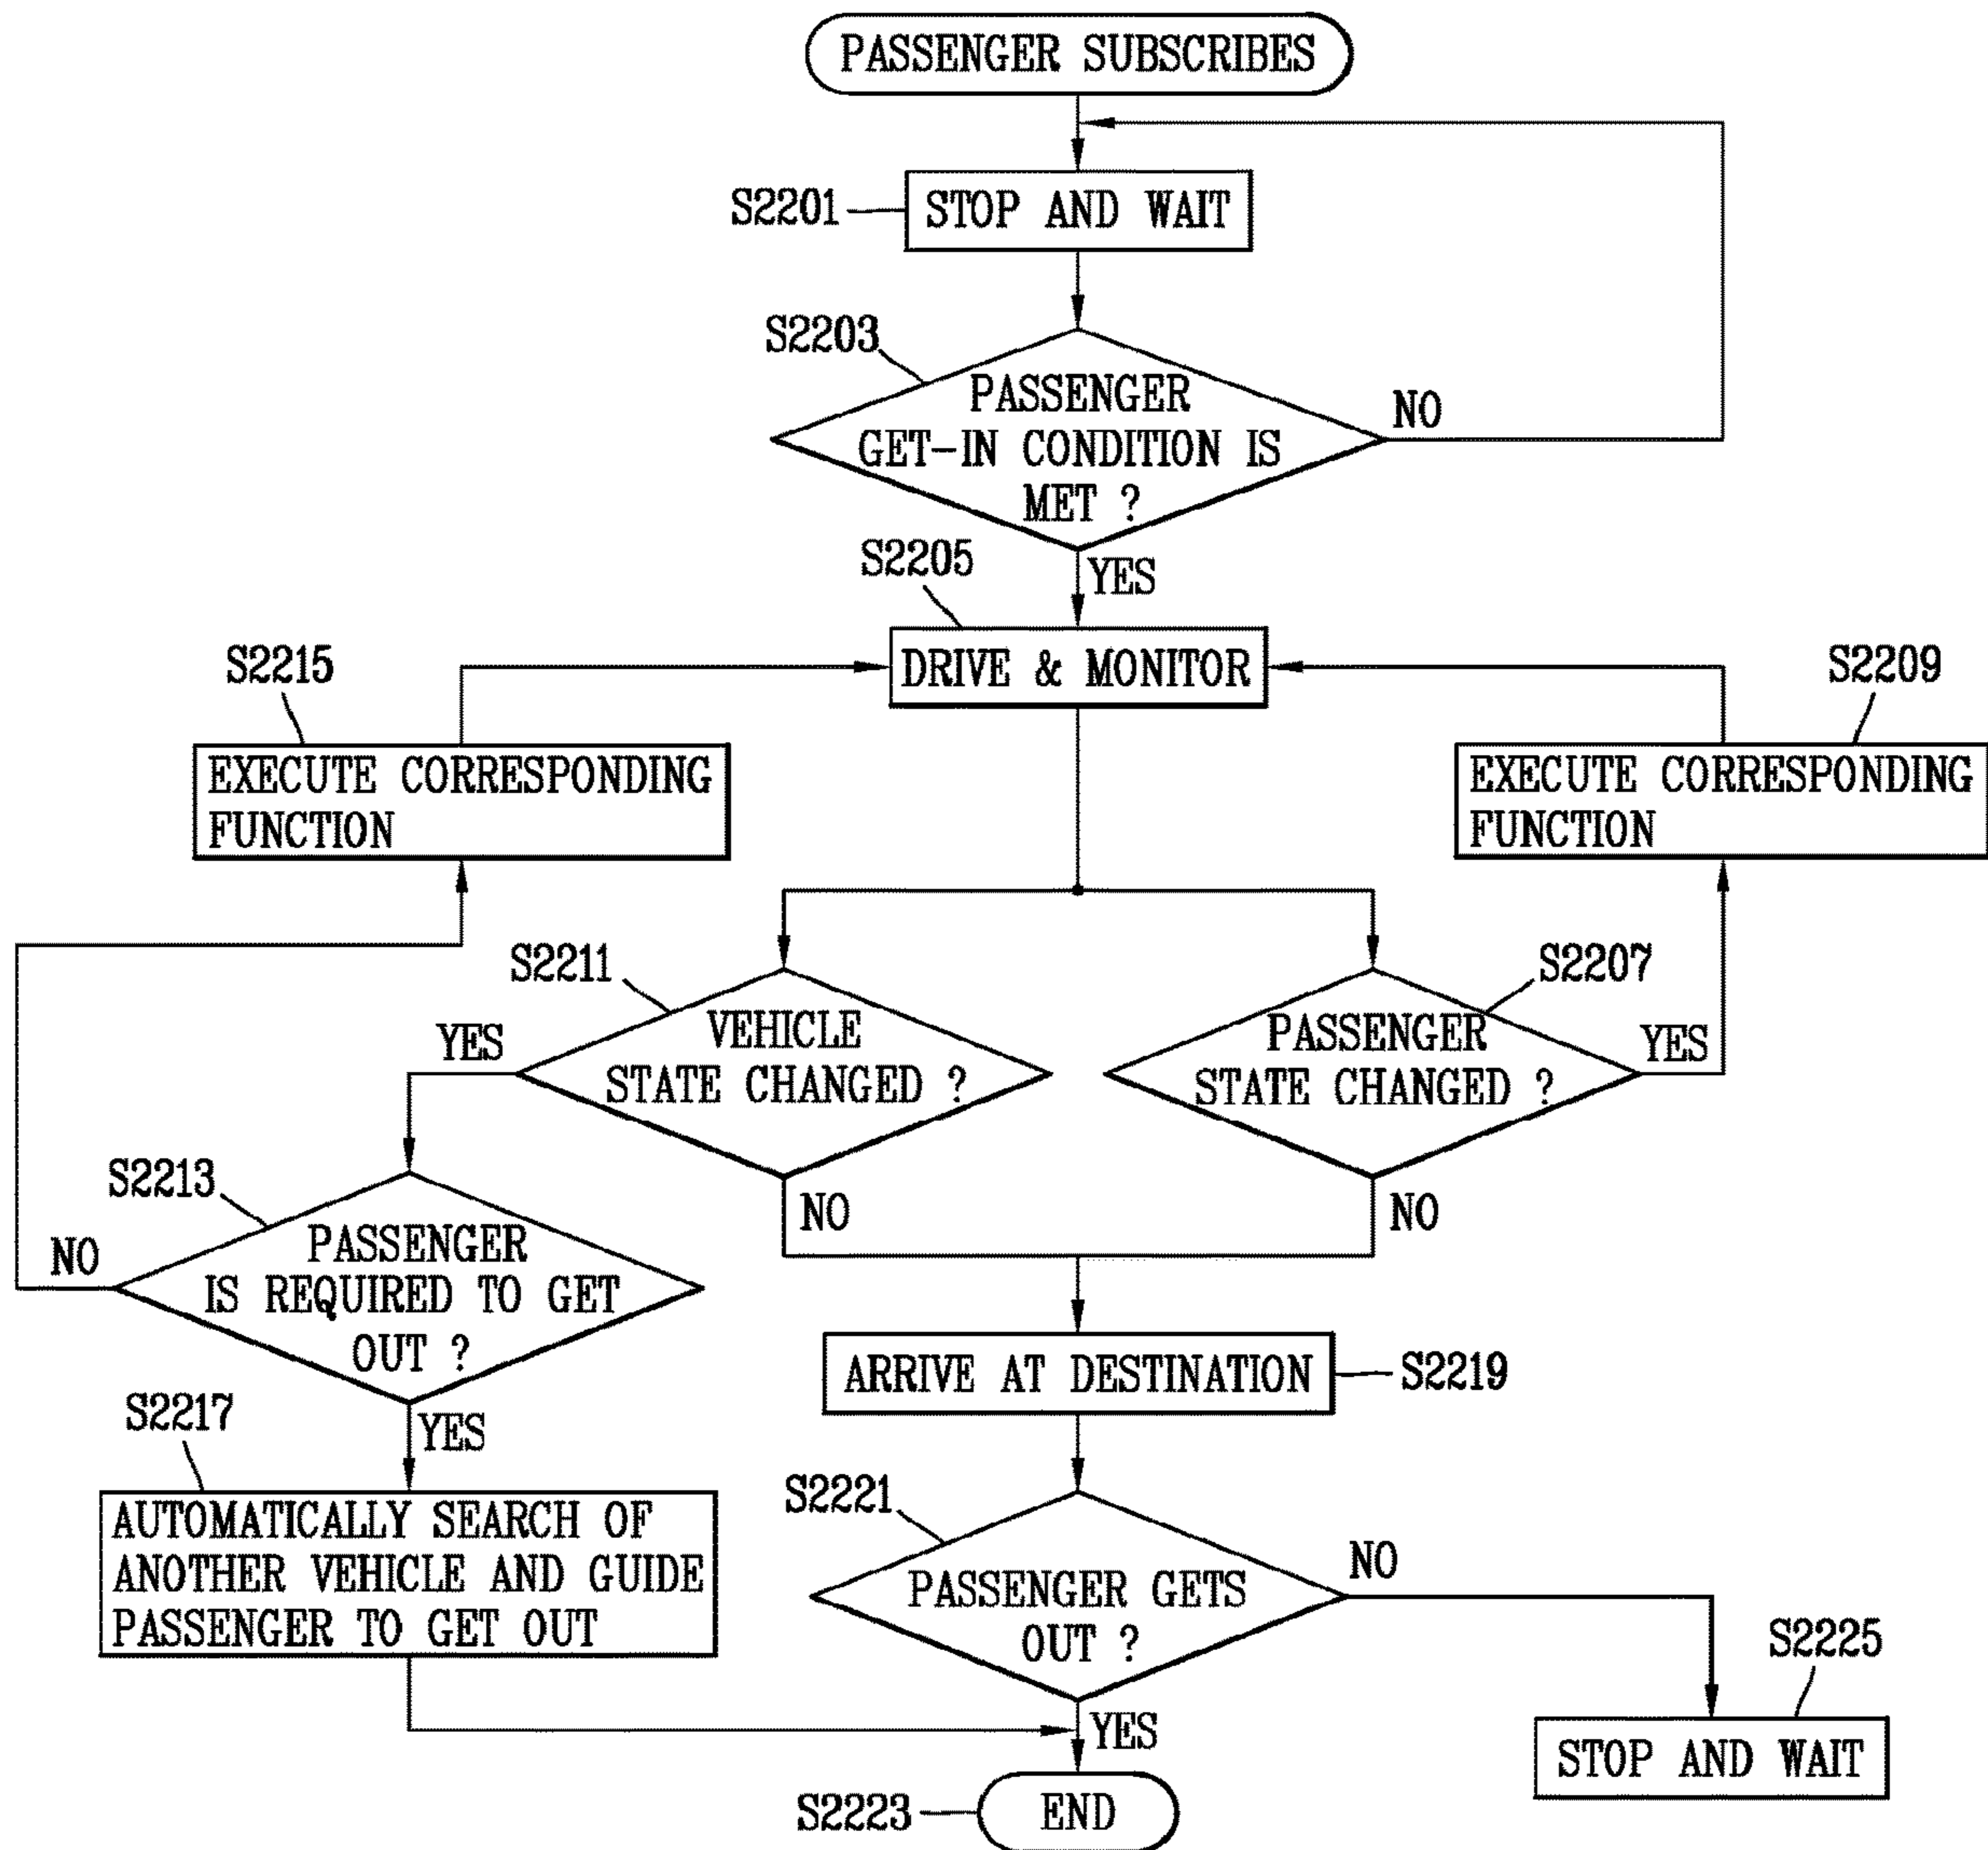 PASSENGER SUBSCRIBES
S2201
STOP AND WAIT
S2203
PASSENGER
GET-IN CONDITION IS
MET ?
NO
S2205
YES
DRIVE & MONITOR
S2215
EXECUTE CORRESPONDING
FUNCTION
S2209
EXECUTE CORRESPONDING
FUNCTION
S2211
VEHICLE
STATE CHANGED ?
YES
NO
S2207
PASSENGER
STATE CHANGED ?
YES
NO
S2213
PASSENGER
IS REQUIRED TO GET
OUT ?
NO
YES
S2217
AUTOMATICALLY SEARCH OF
ANOTHER VEHICLE AND GUIDE
PASSENGER TO GET OUT
ARRIVE AT DESTINATION
S2219
S2221
PASSENGER GETS
OUT ?
NO
YES
S2225
STOP AND WAIT
S2223
END